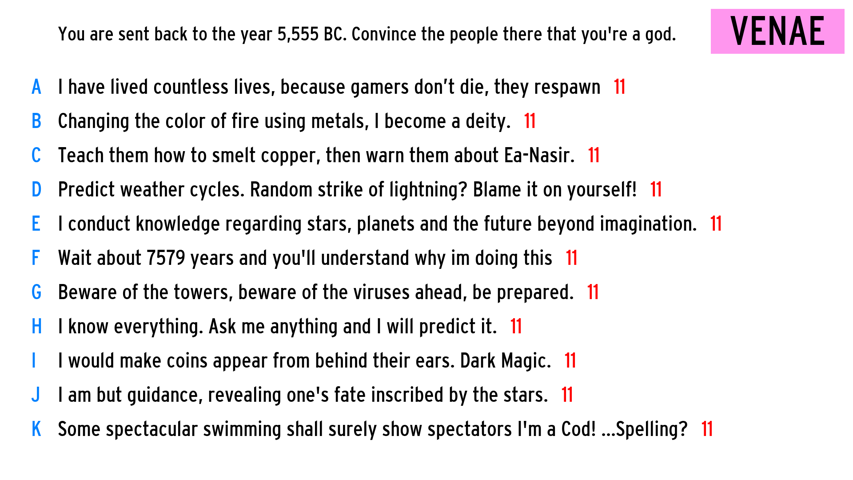 You are sent back to the year 5,555 BC. Convince the people there that you're a god.
VENAE
A I have lived countless lives, because gamers don’t die, they respawn 11
B Changing the color of fire using metals, I become a deity. 11
C Teach them how to smelt copper, then warn them about Ea-Nasir. 11
D Predict weather cycles. Random strike of lightning? Blame it on yourself! 11
E I conduct knowledge regarding stars, planets and the future beyond imagination. 11
F Wait about 7579 years and you'll understand why im doing this 11
G Beware of the towers, beware of the viruses ahead, be prepared. 11
H I know everything. Ask me anything and I will predict it. 11
I I would make coins appear from behind their ears. Dark Magic. 11
J I am but guidance, revealing one's fate inscribed by the stars. 11
K Some spectacular swimming shall surely show spectators I'm a Cod! ...Spelling? 11